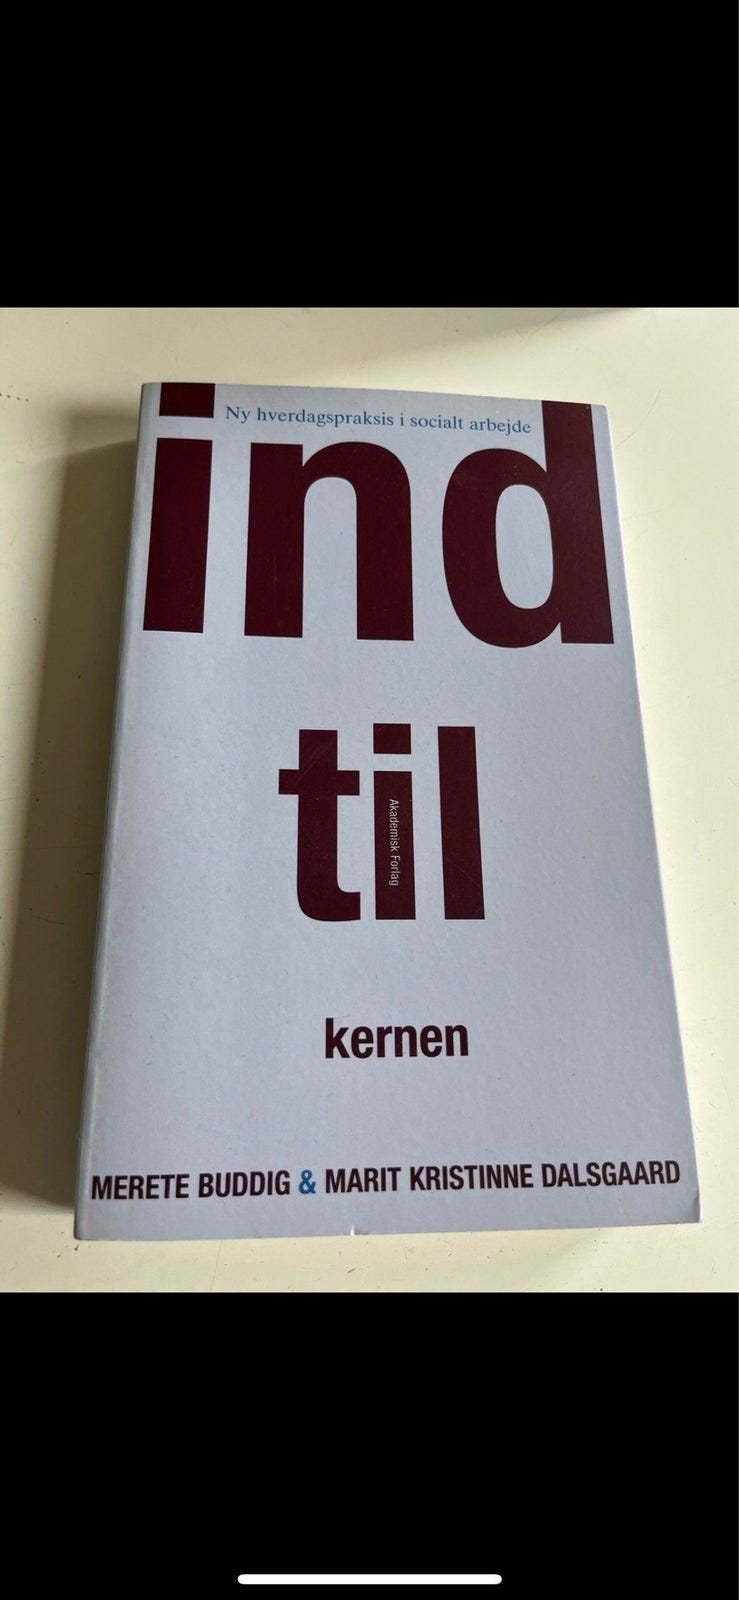 Ny hverdagspraksis i socialt arbejde
ind
til
Akademisk Forlag
kernen
MERETE BUDDIG & MARIT KRISTINNE DALSGAARD